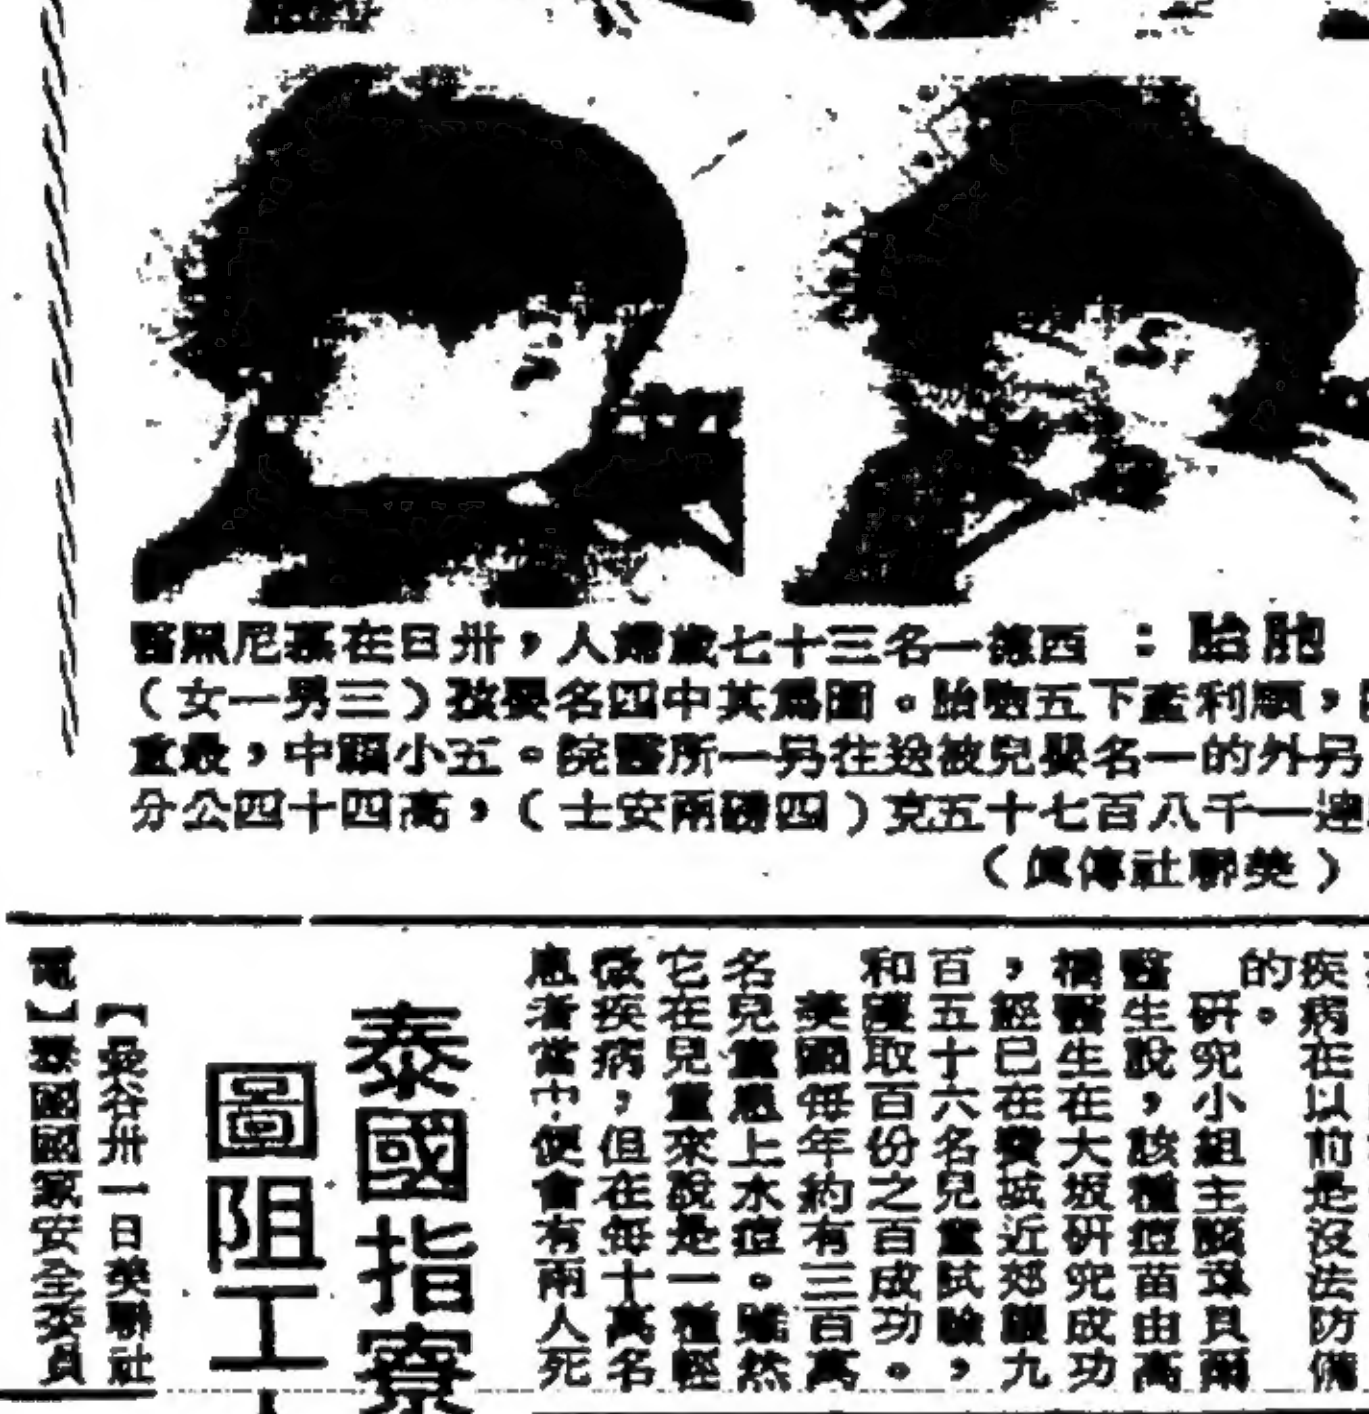 胞胎：西德一名三十七歲婦人，卅日在慕尼黑醫
，順利產下五胞胎。圖爲其中四名嬰孩（三男一女）
另外的一名嬰兒被送往另一所醫院。五小頭中，最重
達一千八百七十五克（四磅兩安士），高四十四公分
（美聯社傳眞）
疾病在以前是沒法防備
的。
研究小組主腦貝爾
醫生說，該種痘苗由高
橋醫生在大坂研究成功
，經已在費城近郊讓九
百五十六名兒童試驗，
和獲取百份之百成功。
美國每年約有三百萬
名兒童患上水痘。雖然
它在兒童來說是一種輕
微疾病，但在每十萬名
患者當中便會有兩人死
泰國指寮
圖阻工
【曼谷卅一日英聯社
電】泰國國家安全委員